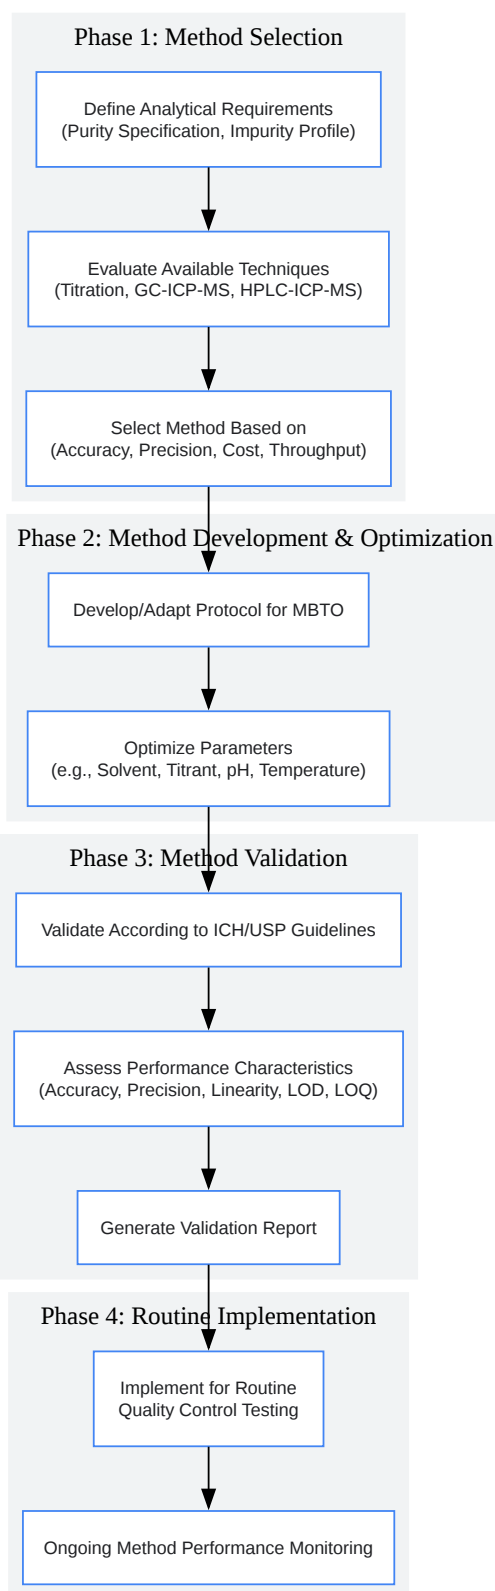 Phase 1: Method Selection
Define Analytical Requirements
(Purity Specification, Impurity Profile)
Evaluate Available Techniques
(Titration, GC-ICP-MS, HPLC-ICP-MS)
Select Method Based on
(Accuracy, Precision, Cost, Throughput)
Phase 2: Method Development & Optimization
Develop/Adapt Protocol for MBTO
Optimize Parameters
(e.g., Solvent, Titrant, pH, Temperature)
Phase 3: Method Validation
Validate According to ICH/USP Guidelines
Assess Performance Characteristics
(Accuracy, Precision, Linearity, LOD, LOQ)
Generate Validation Report
Phase 4: Routine Implementation
Implement for Routine
Quality Control Testing
Ongoing Method Performance Monitoring